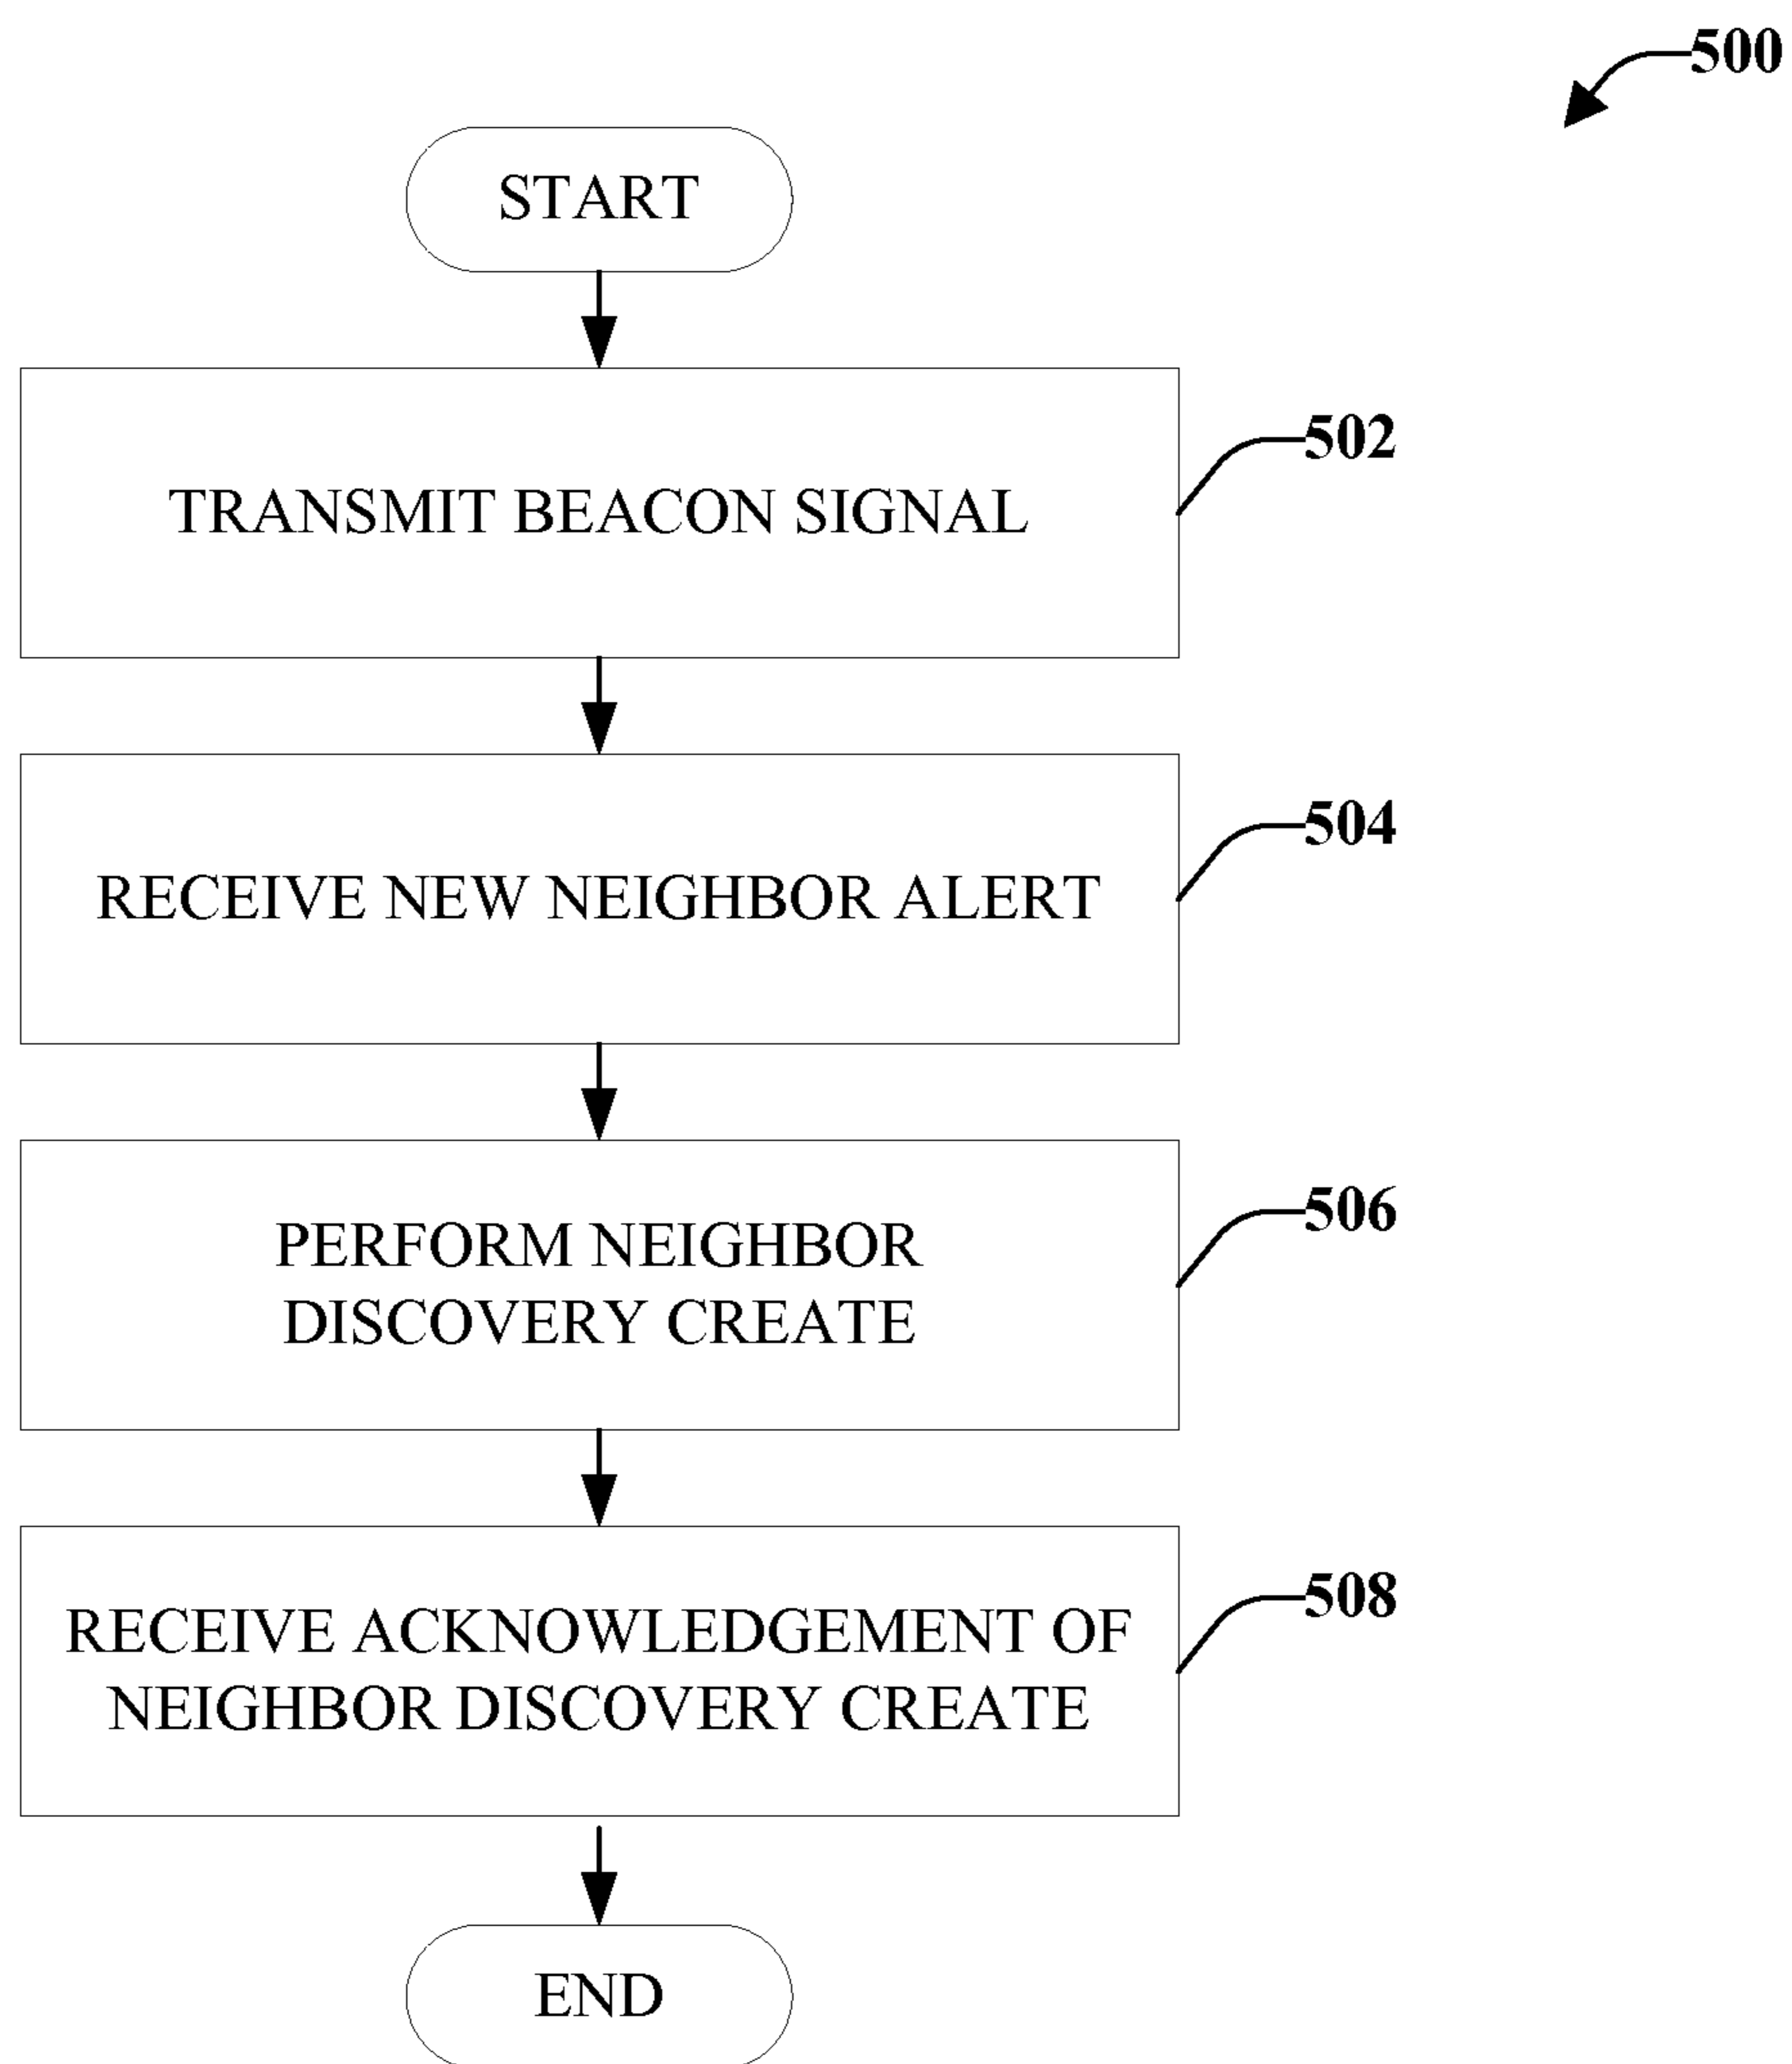 500
START
TRANSMIT BEACON SIGNAL
502
RECEIVE NEW NEIGHBOR ALERT
504
PERFORM NEIGHBOR
DISCOVERY CREATE
506
RECEIVE ACKNOWLEDGEMENT OF
NEIGHBOR DISCOVERY CREATE
508
END